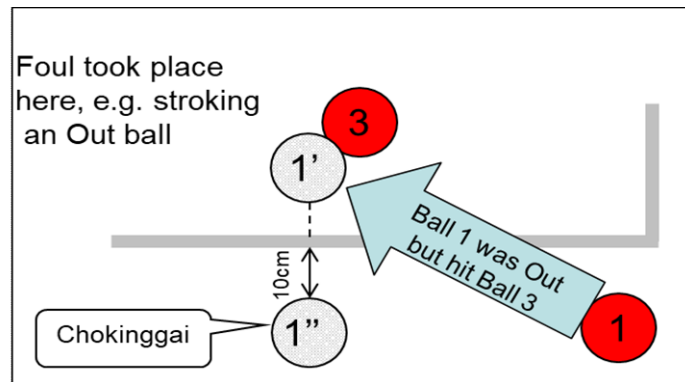 Foul took place
here, e.g. stroking
an Out ball
3
1’
Ball 1 was Out
but hit Ball 3
10cm
Chokinggai
1”
1